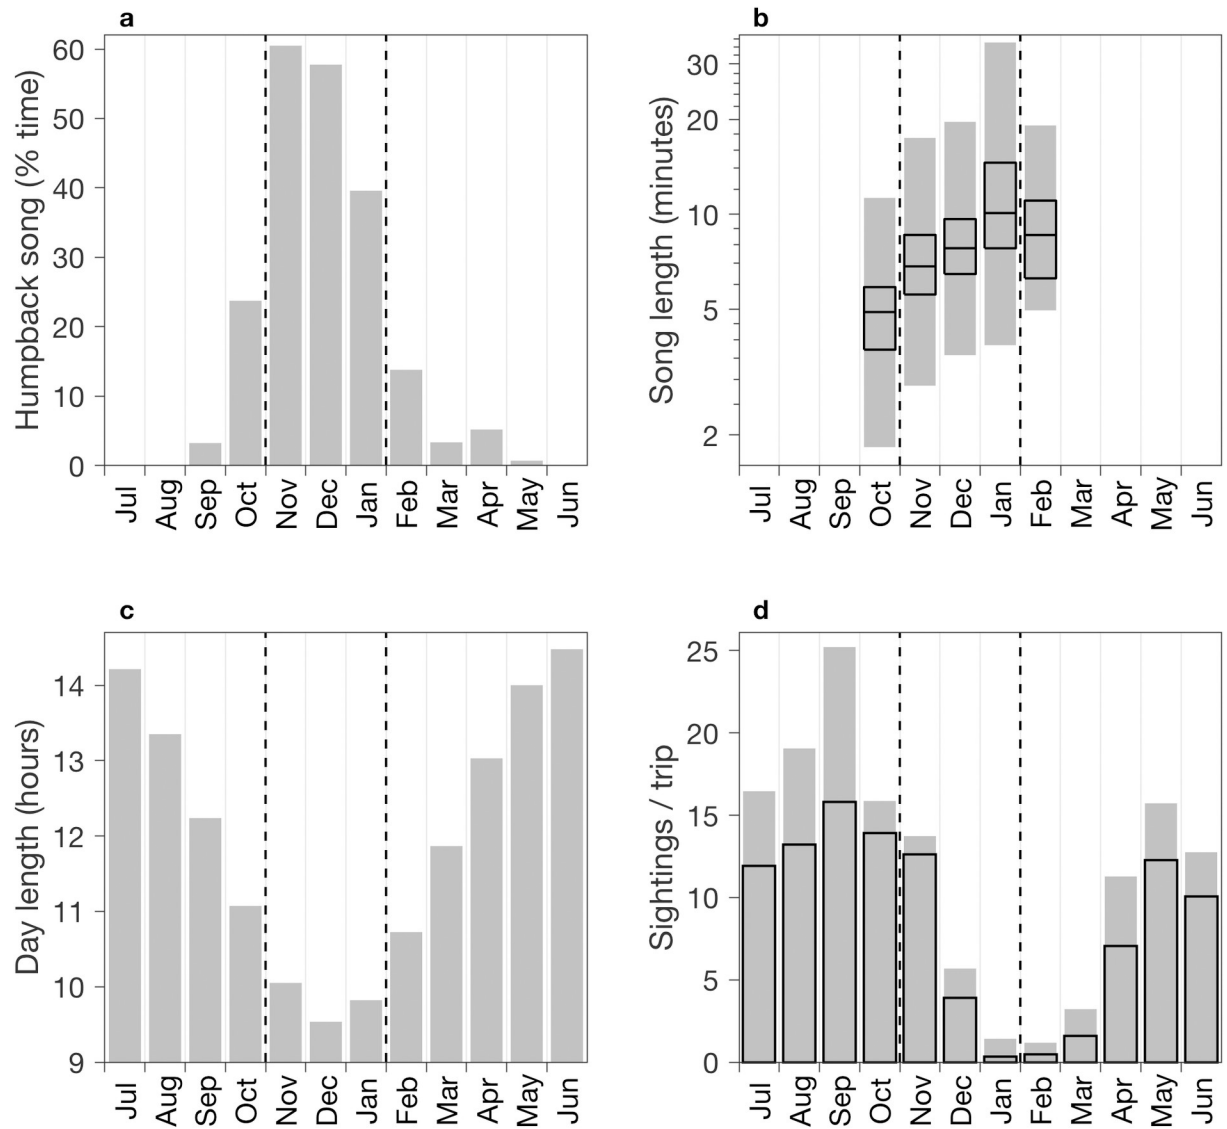 a
Humpback song (% time)
60
50
40
30
20
10
0
Jul Aug Sep Oct Nov Dec Jan Feb Mar Apr May Jun
b
Song length (minutes)
30
20
10
5
2
Jul Aug Sep Oct Nov Dec Jan Feb Mar Apr May Jun
c
Day length (hours)
14
13
12
11
10
9
Jul Aug Sep Oct Nov Dec Jan Feb Mar Apr May Jun
d
Sightings / trip
25
20
15
10
5
0
Jul Aug Sep Oct Nov Dec Jan Feb Mar Apr May Jun